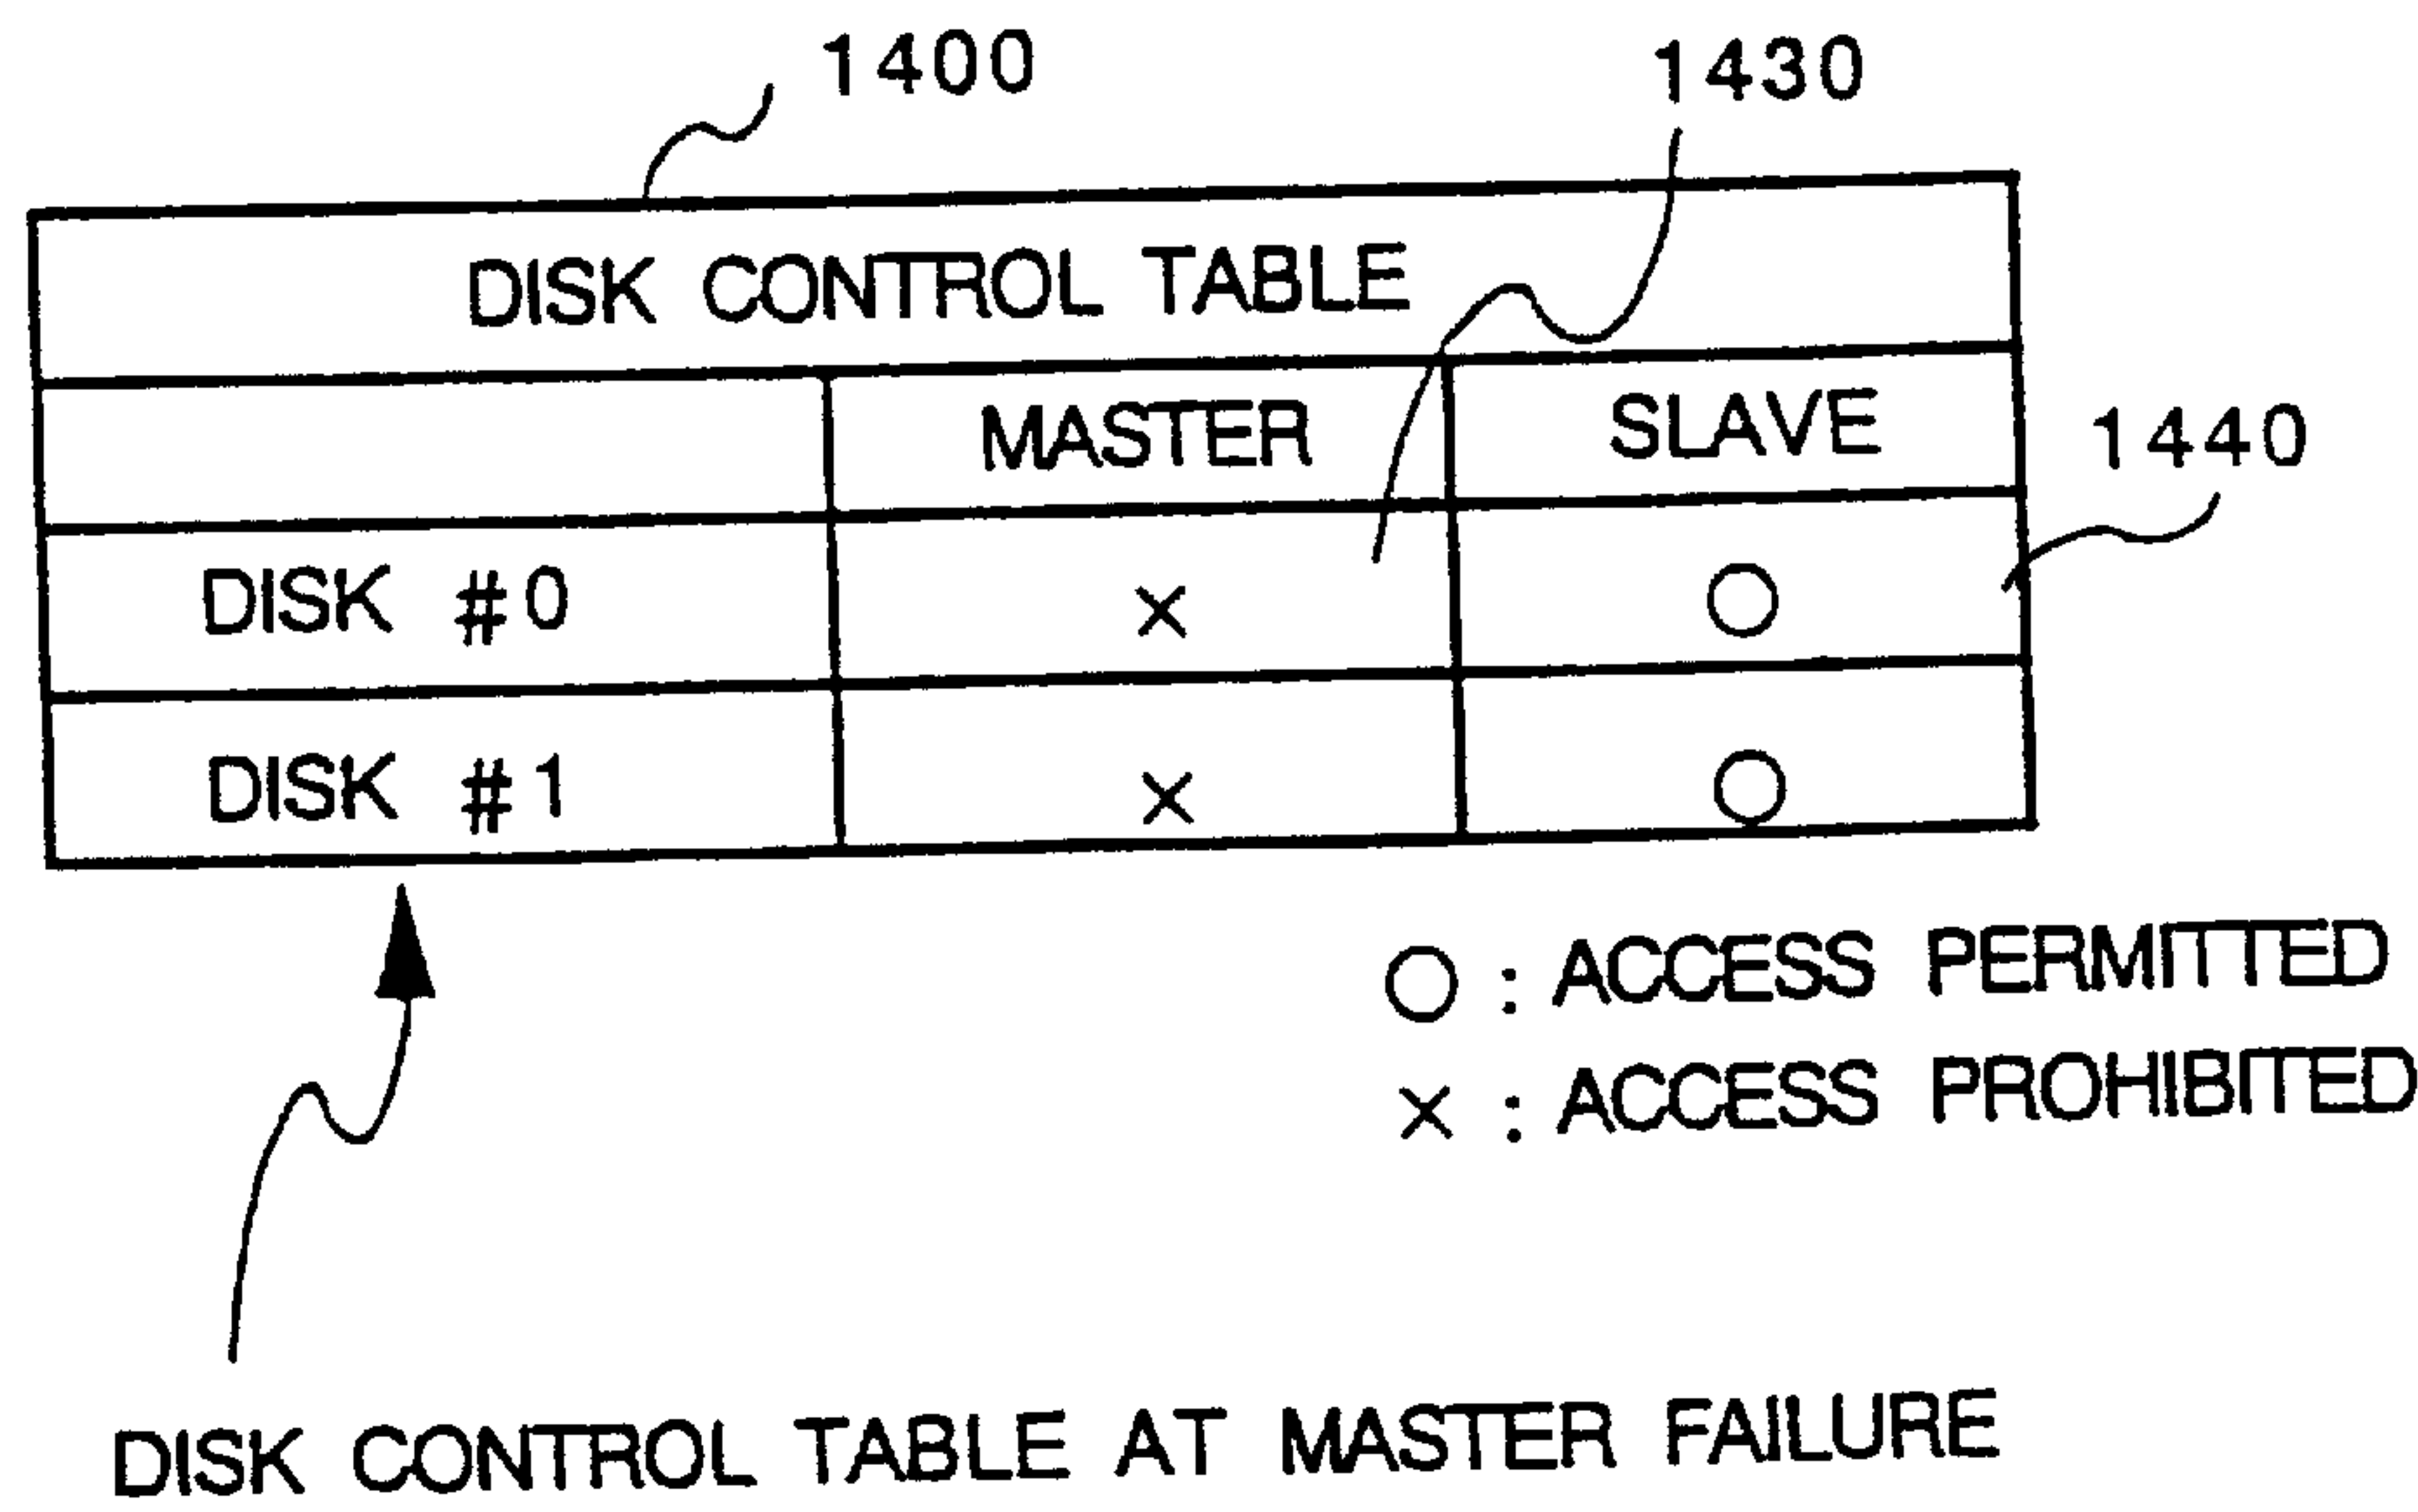 1400 1430
DISK CONTROL TABLE
MASTER SLAVE
1440
DISK #0 × ○
DISK #1 × ○
○ : ACCESS PERMITTED
× : ACCESS PROHIBITED
DISK CONTROL TABLE AT MASTER FAILURE